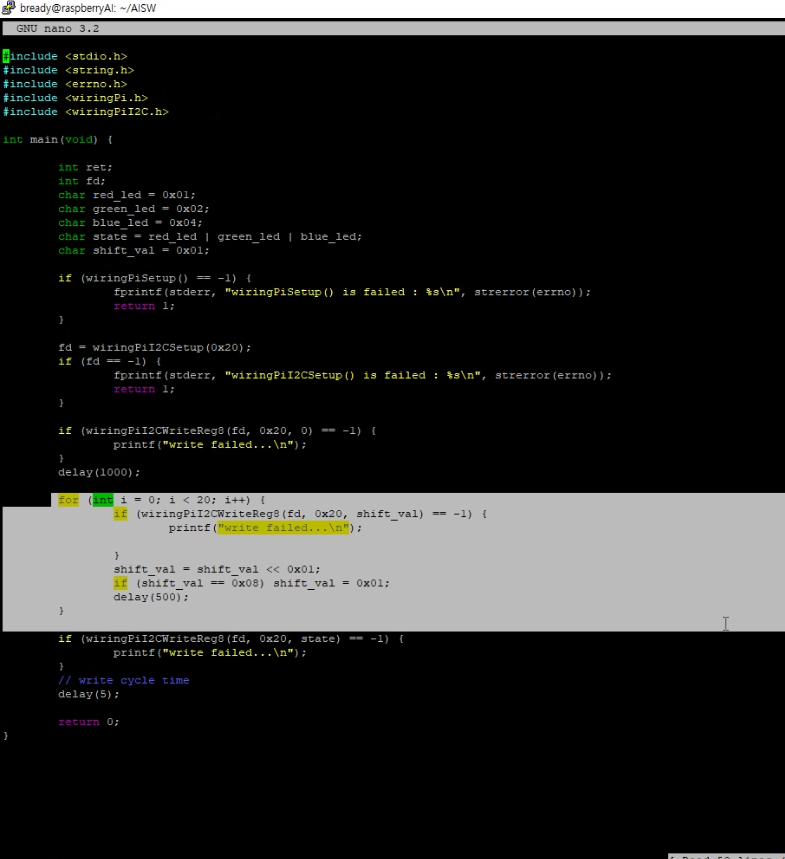 bready@raspberryAI: ~/AISW
GNU nano 3.2
#include <stdio.h>
#include <string.h>
#include <errno.h>
#include <wiringPi.h>
#include <wiringPiI2C.h>
int main(void) {
int ret;
int fd;
char red_led = 0x01;
char green_led = 0x02;
char blue_led = 0x04;
char state = red_led | green_led | blue_led;
char shift_val = 0x01;
if (wiringPiSetup() == -1) {
fprintf(stderr, "wiringPiSetup() is failed : %s\n", strerror(errno));
return 1;
}
fd = wiringPiI2CSetup(0x20);
if (fd == -1) {
fprintf(stderr, "wiringPiI2CSetup() is failed : %s\n", strerror(errno));
return 1;
}
if (wiringPiI2CWriteReg8(fd, 0x20, 0) == -1) {
printf("write failed...\n");
}
delay(1000);
for (int i = 0; i < 20; i++) {
if (wiringPiI2CWriteReg8(fd, 0x20, shift_val) == -1) {
printf("write failed...\n");
}
shift_val = shift_val << 0x01;
if (shift_val == 0x08) shift_val = 0x01;
delay(500);
}
if (wiringPiI2CWriteReg8(fd, 0x20, state) == -1) {
printf("write failed...\n");
}
// write cycle time
delay(5);
return 0;
}